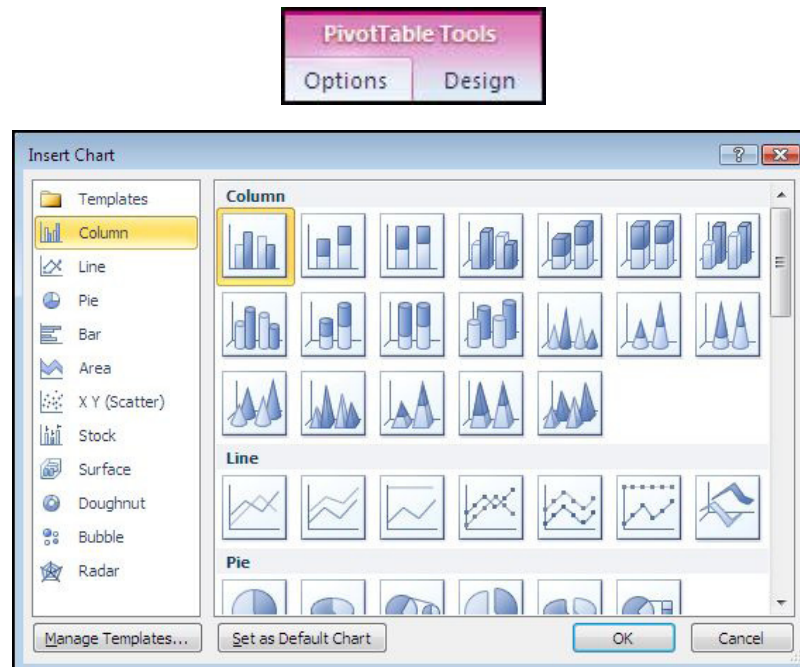 PivotTable Tools
Options Design
Insert Chart
Templates
Column
Line
Pie
Bar
Area
X Y (Scatter)
Stock
Surface
Doughnut
Bubble
Radar
Column
Line
Pie
Manage Templates...
Set as Default Chart
OK
Cancel